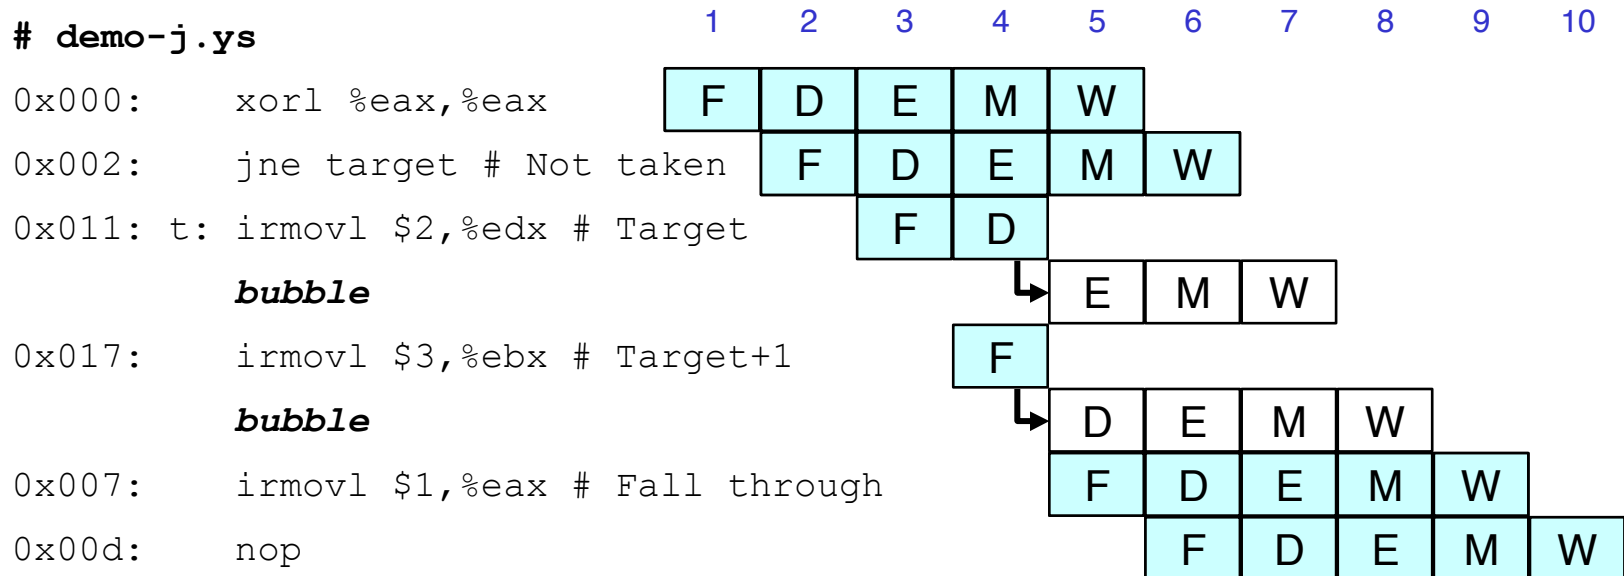 1 2 3 4 5 6 7 8 9 10
# demo-j.ys
0x000: xorl %eax,%eax F D E M W
0x002: jne target # Not taken F D E M W
0x011: t: irmovl $2,%edx # Target F D
bubble E M W
0x017: irmovl $3,%ebx # Target+1 F
bubble D E M W
0x007: irmovl $1,%eax # Fall through F D E M W
0x00d: nop F D E M W